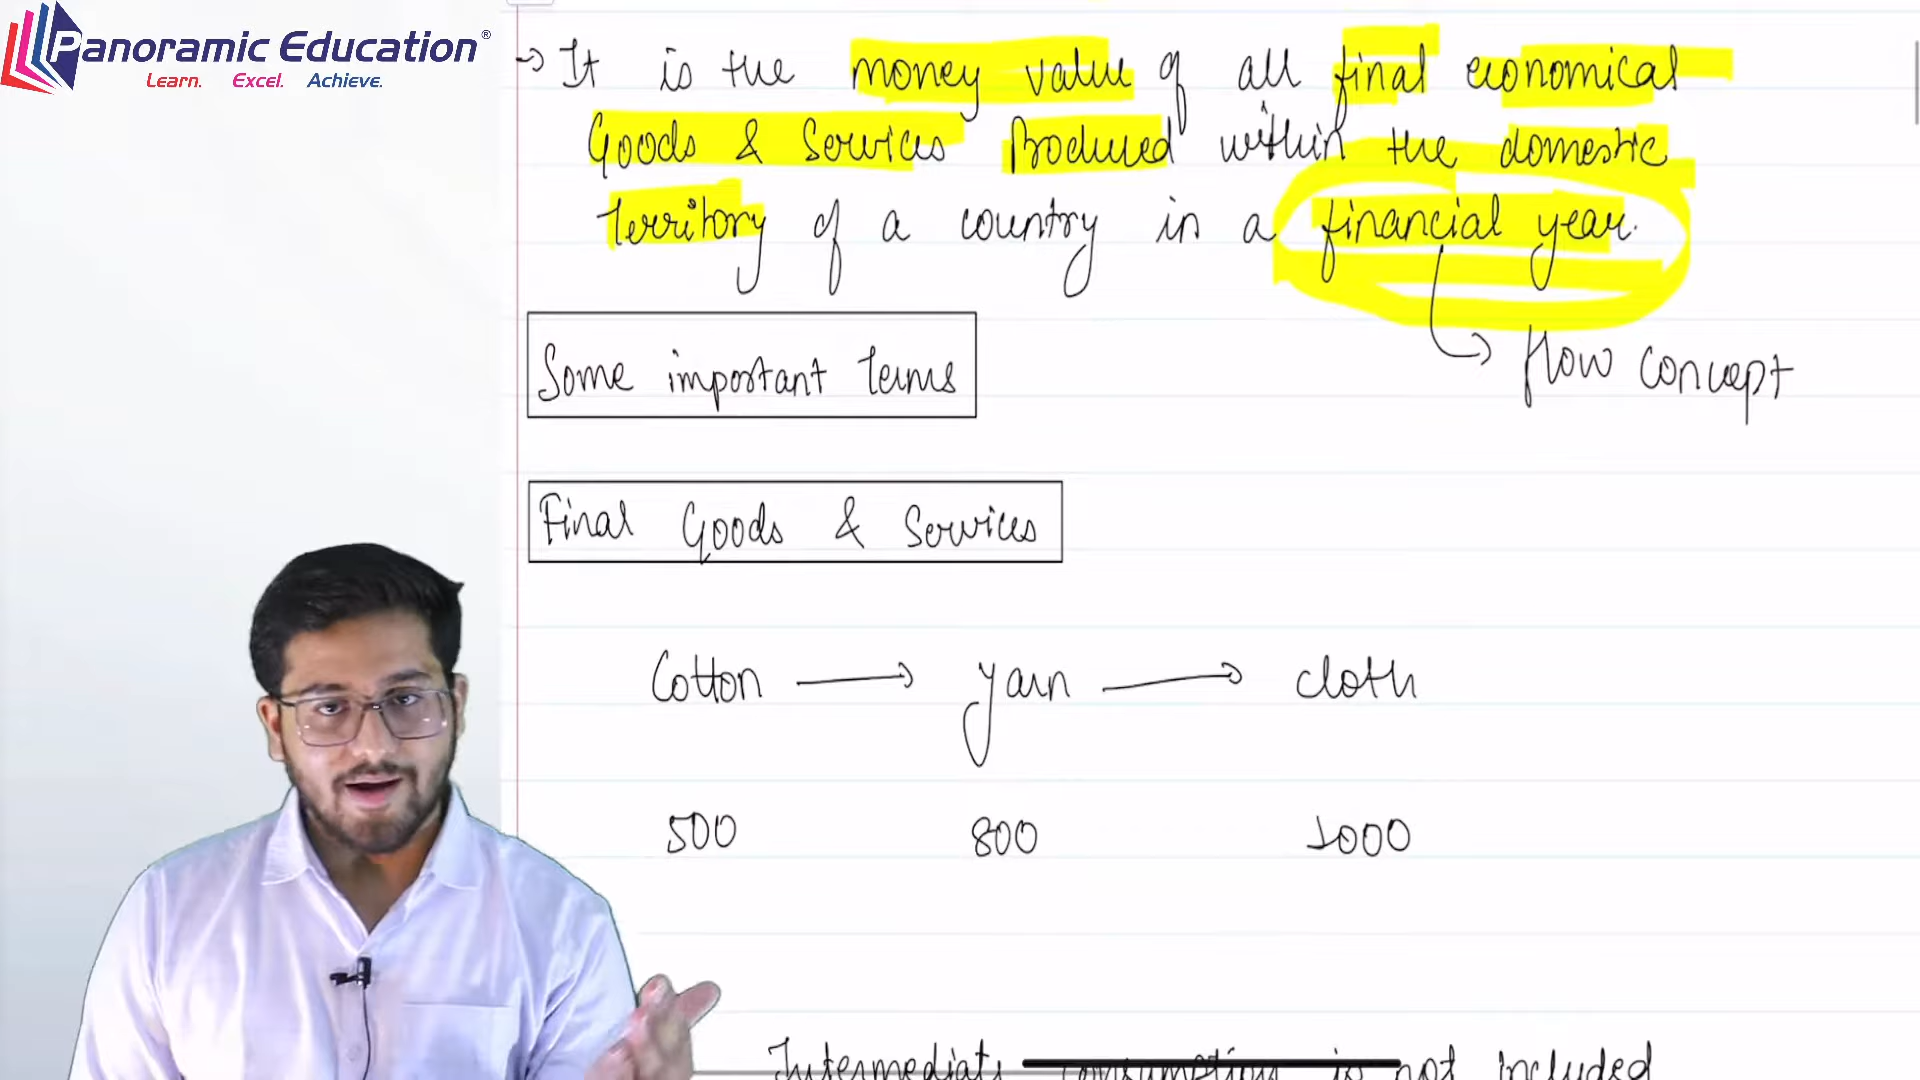 Panoramic Education®
Learn. Excel. Achieve.
→ It is the money value of all final economical
Goods & Services Produced within the domestic
territory of a country in a financial year.
→ flow concept
Some important terms
Final Goods & Services
Cotton → yarn → cloth
500 800 1000
Intermediate consumption is not included